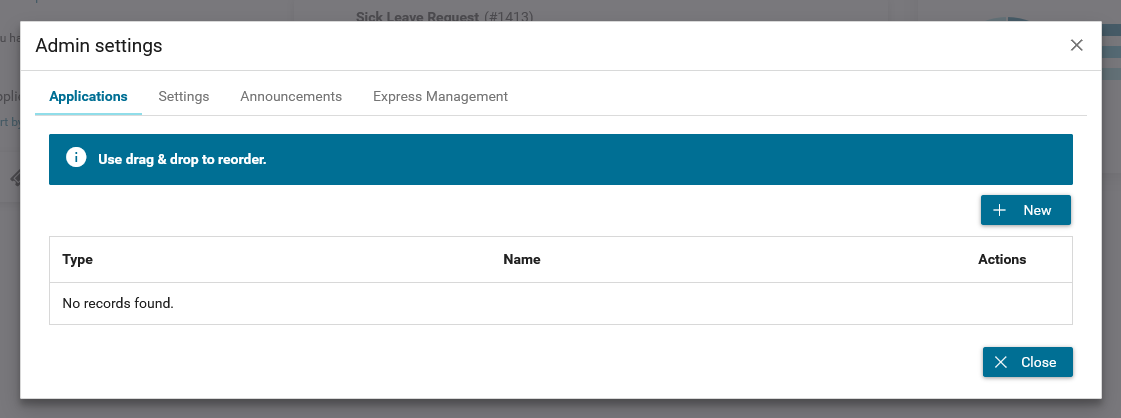 Sick Leave Request (#1413)
Admin settings
Applications Settings Announcements Express Management
Use drag & drop to reorder.
New
Type Name Actions
No records found.
Close